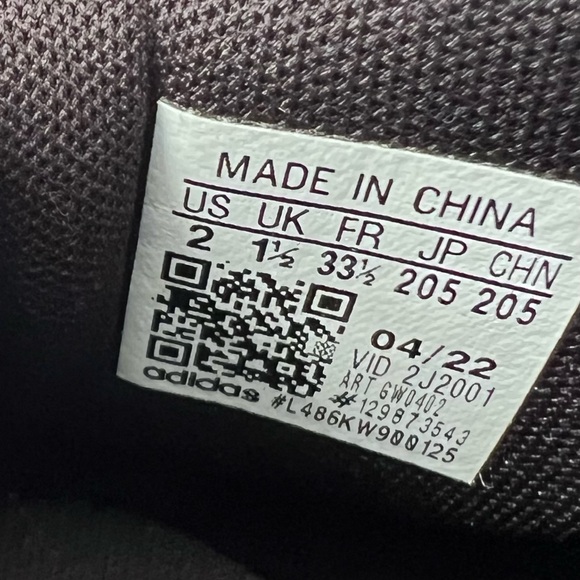 MADE IN CHINA
US UK FR JP CHN
2 1½ 33½ 205 205
04/22
VID 2J2001
ART GW0402
#129873543
adidas #L486KW900125